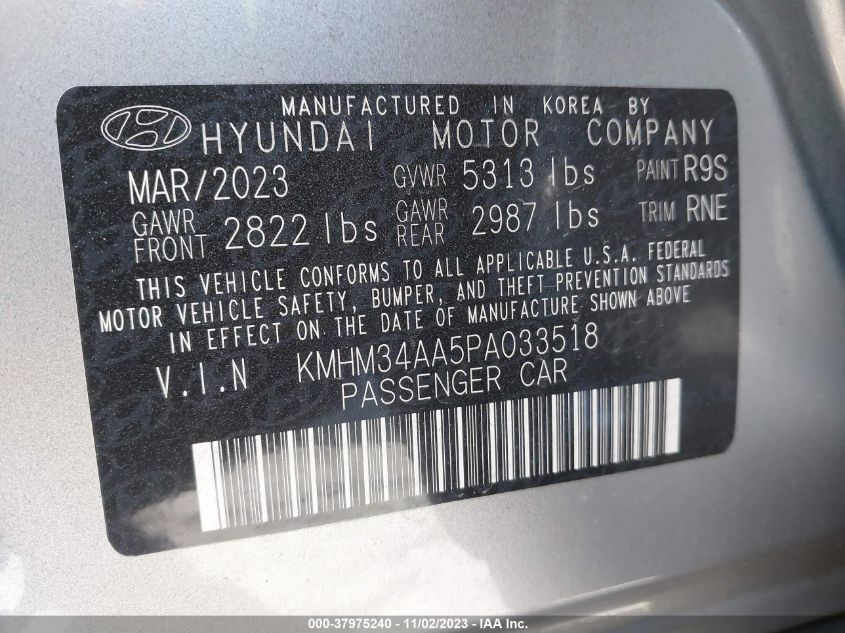 MANUFACTURED IN KOREA BY
HYUNDAI MOTOR COMPANY
MAR/2023 GVWR 5313 lbs PAINT R9S
GAWR FRONT 2822 lbs GAWR REAR 2987 lbs TRIM RNE
THIS VEHICLE CONFORMS TO ALL APPLICABLE U.S.A. FEDERAL
MOTOR VEHICLE SAFETY, BUMPER, AND THEFT PREVENTION STANDARDS
IN EFFECT ON THE DATE OF MANUFACTURE SHOWN ABOVE
V.I.N KMHM34AA5PA033518
PASSENGER CAR
000-37975240 - 11/02/2023 - IAA Inc.